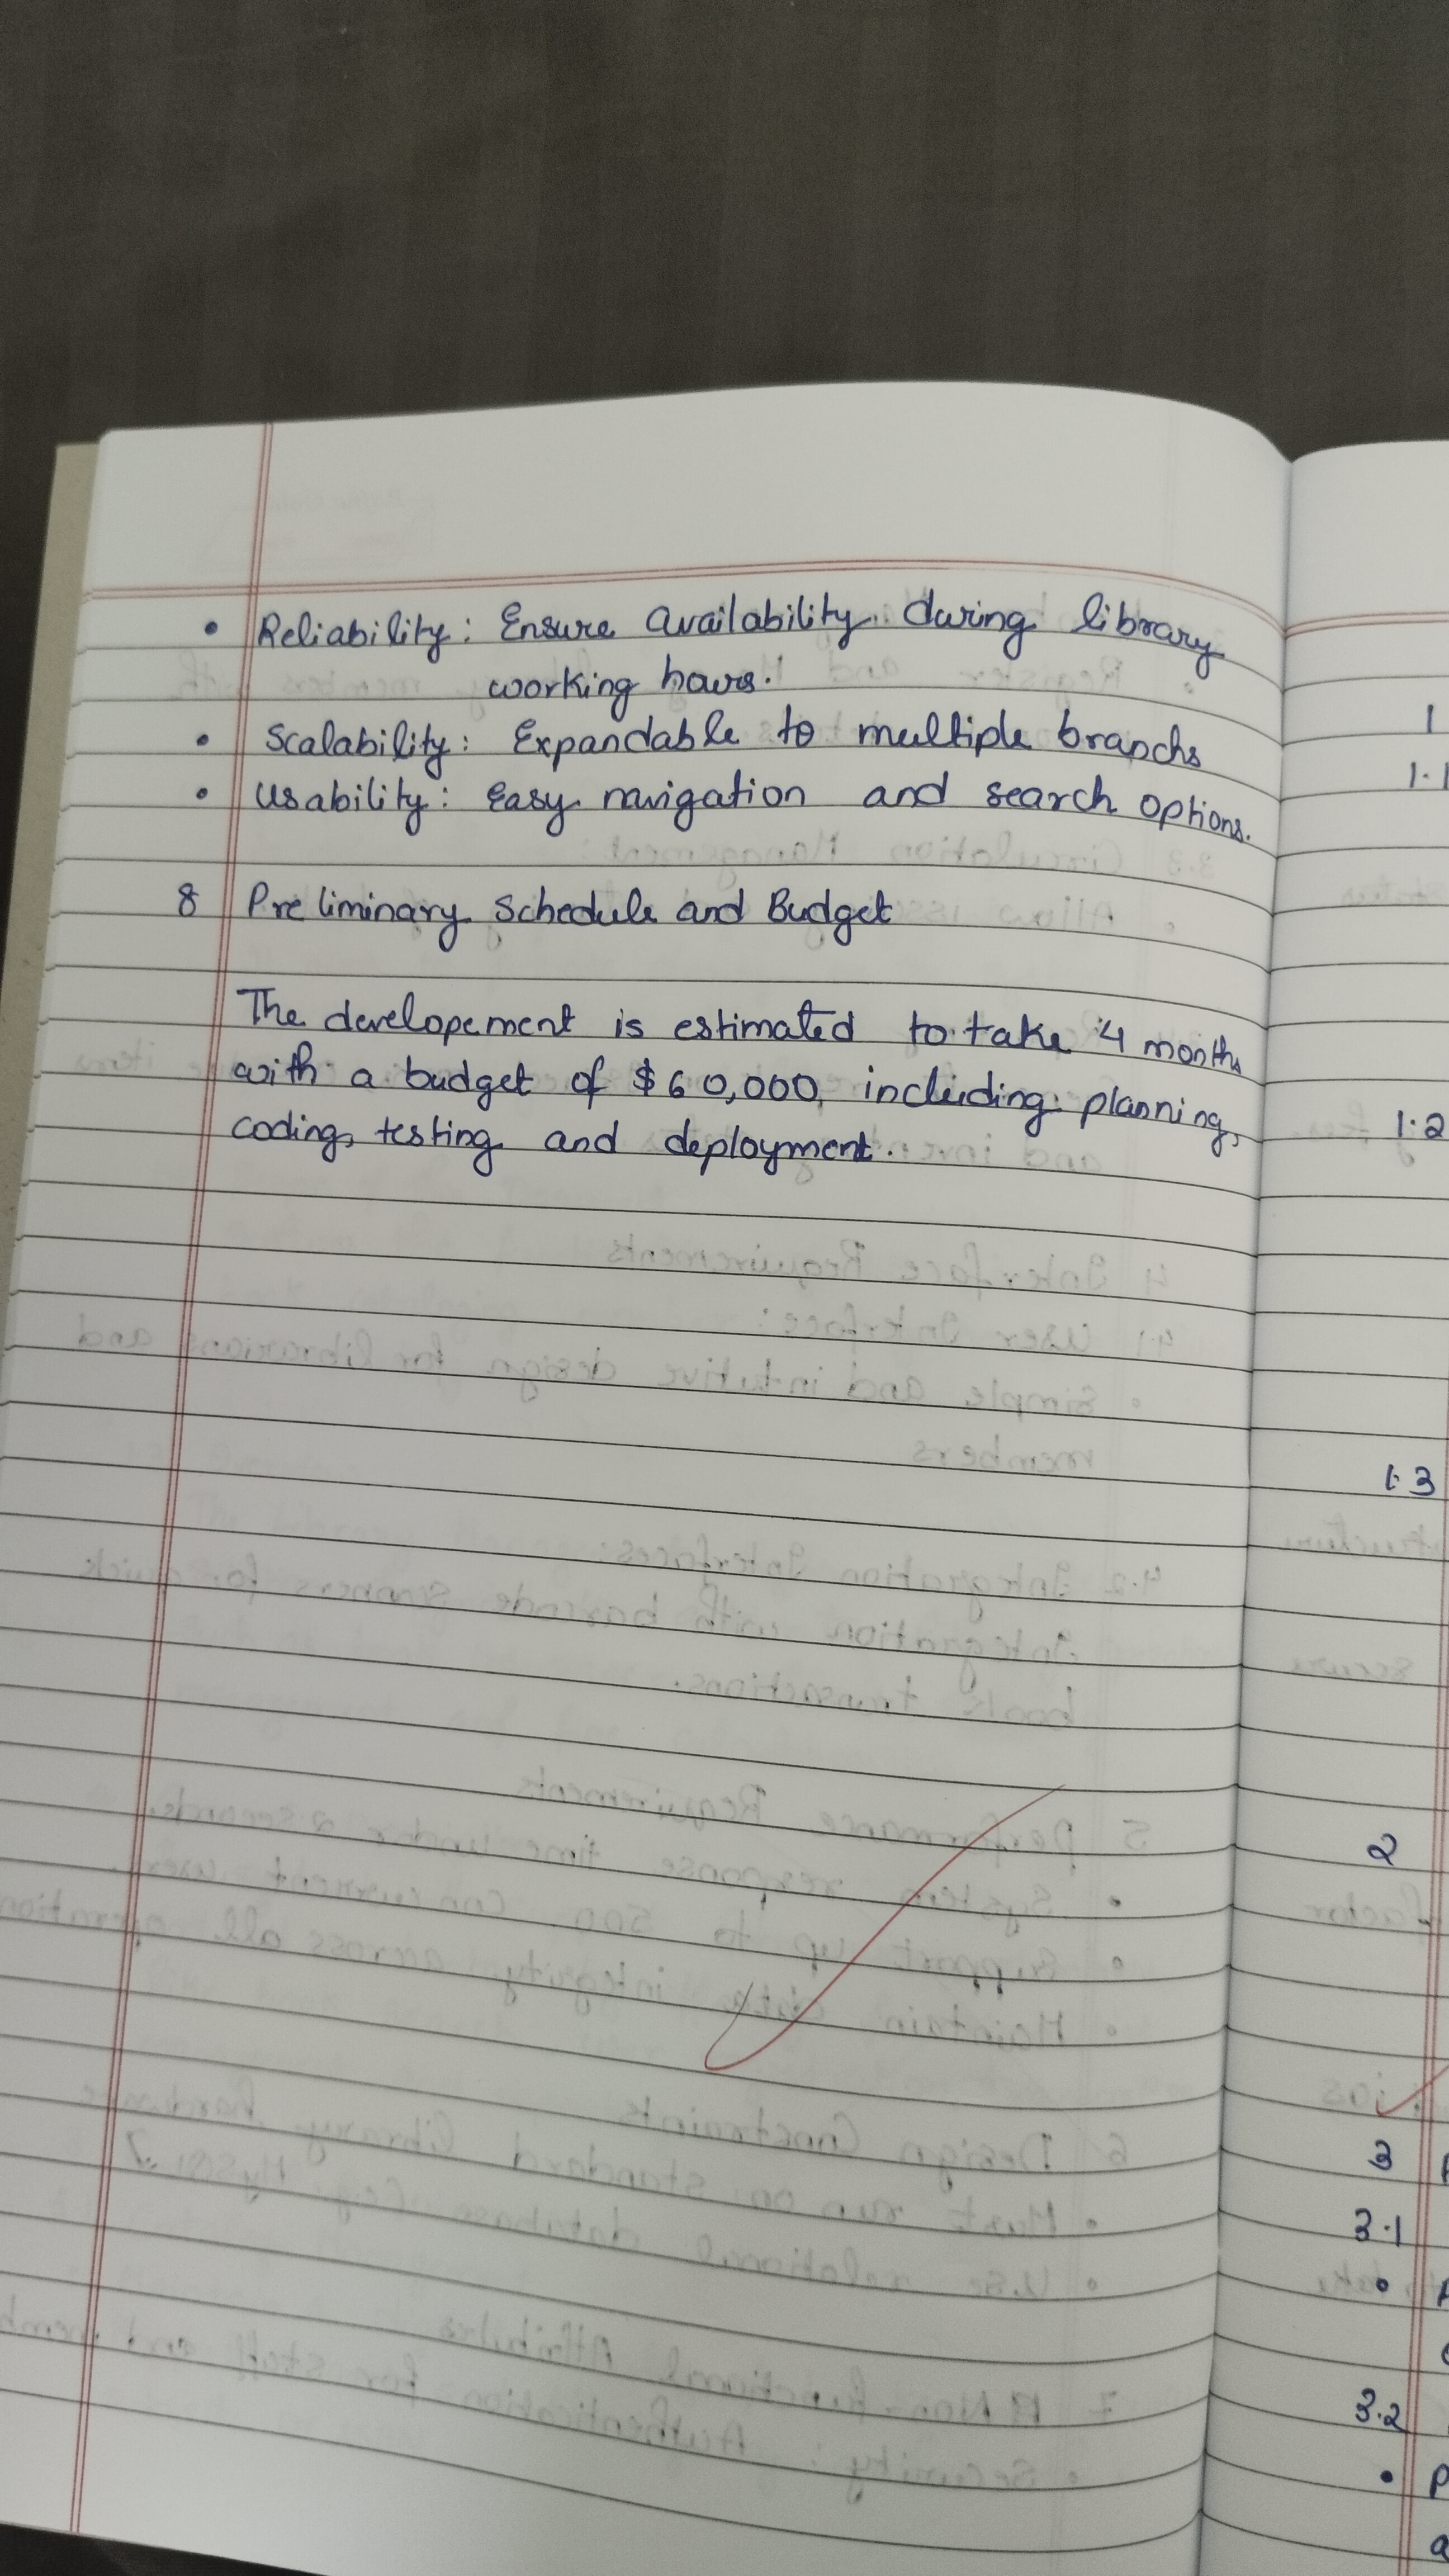 • Reliability: Ensure availability during library
working hours.
• Scalability: Expandable to multiple branchs
• Usability: Easy navigation and search options.
8 Preliminary Schedule and Budget
The developement is estimated to take 4 months
with a budget of $60,000, including planning,
coding, testing and deployment.
1
1.1
1.2
1.3
2
3
3.1
3.2